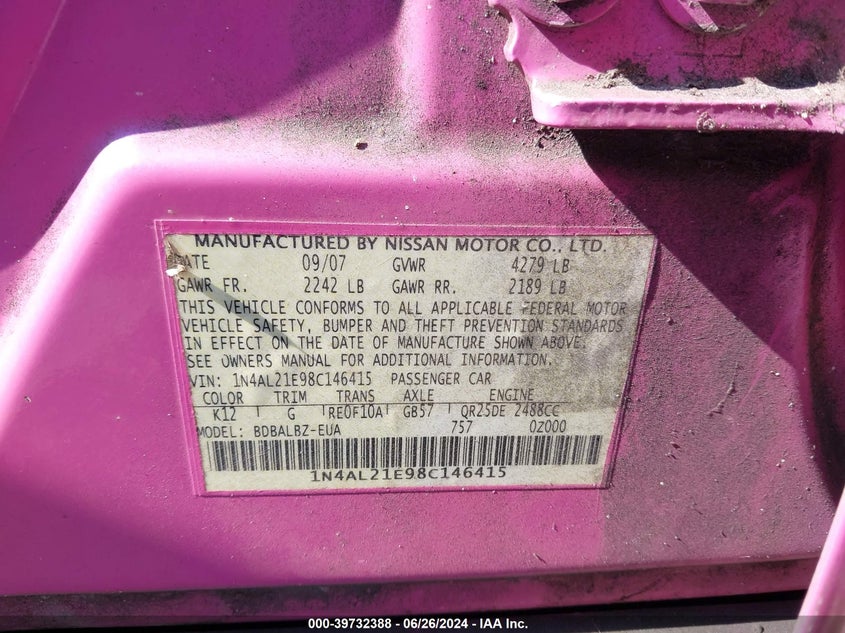 MANUFACTURED BY NISSAN MOTOR CO., LTD.
DATE 09/07 GVWR 4279 LB
GAWR FR. 2242 LB GAWR RR. 2189 LB
THIS VEHICLE CONFORMS TO ALL APPLICABLE FEDERAL MOTOR
VEHICLE SAFETY, BUMPER AND THEFT PREVENTION STANDARDS
IN EFFECT ON THE DATE OF MANUFACTURE SHOWN ABOVE.
SEE OWNERS MANUAL FOR ADDITIONAL INFORMATION.
VIN: 1N4AL21E98C146415 PASSENGER CAR
COLOR TRIM TRANS AXLE ENGINE
K12 G RE0F10A GB57 QR25DE 2488CC
MODEL: BDBALBZ-EUA 757 0Z000
1N4AL21E98C146415
000-39732388 / 06/26/2024 - IAA Inc.